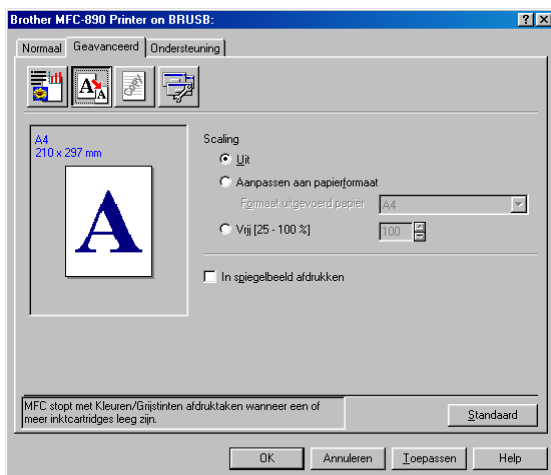 Brother MFC-890 Printer on BRUSB:
Normaal Geavanceerd Ondersteuning
A4
210 x 297 mm
A
Scaling
Uit
Aanpassen aan papierformaat
Formaat uitgevoerd papier A4
Vrij [25 - 100 %] 100
In spiegelbeeld afdrukken
MFC stopt met Kleuren/Grijstinten afdruktaken wanneer een of
meer inktcartridges leeg zijn.
Standaard
OK Annuleren Toepassen Help